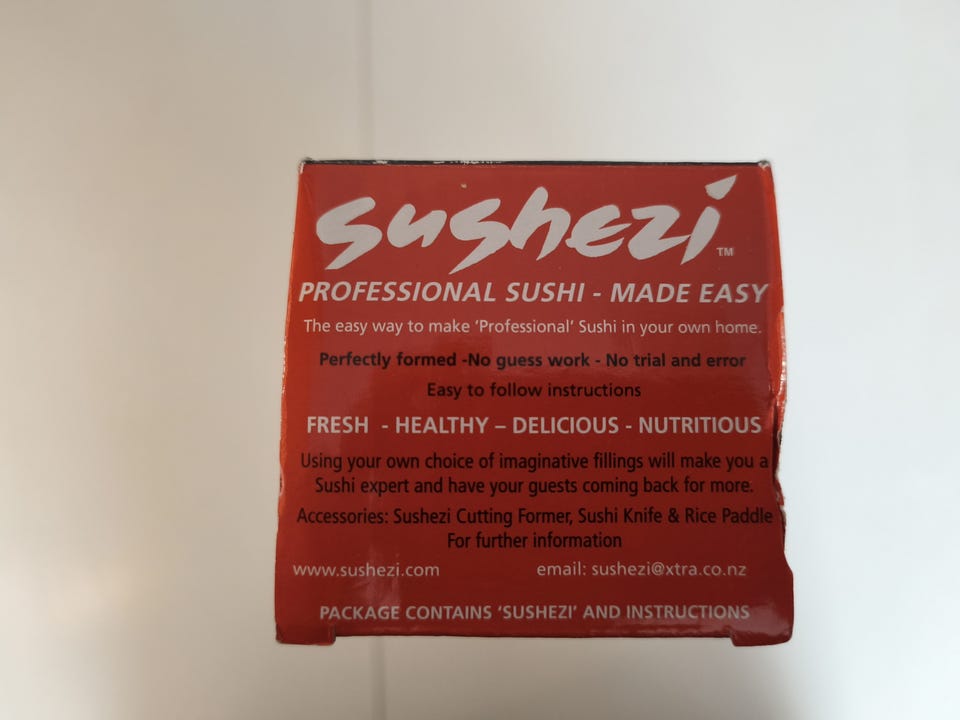 sushezi™
PROFESSIONAL SUSHI - MADE EASY
The easy way to make 'Professional' Sushi in your own home.
Perfectly formed -No guess work - No trial and error
Easy to follow instructions
FRESH - HEALTHY – DELICIOUS - NUTRITIOUS
Using your own choice of imaginative fillings will make you a
Sushi expert and have your guests coming back for more.
Accessories: Sushezi Cutting Former, Sushi Knife & Rice Paddle
For further information
www.sushezi.com email: sushezi@xtra.co.nz
PACKAGE CONTAINS 'SUSHEZI' AND INSTRUCTIONS